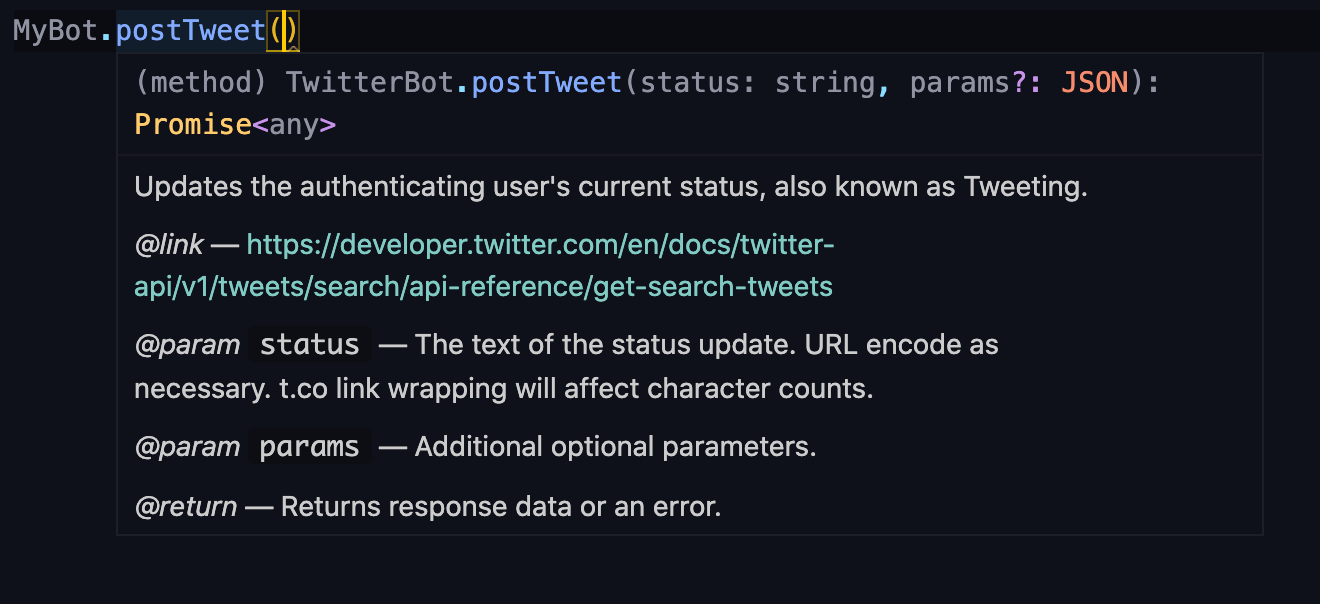 MyBot.postTweet()
(method) TwitterBot.postTweet(status: string, params?: JSON):
Promise<any>
Updates the authenticating user's current status, also known as Tweeting.
@link — https://developer.twitter.com/en/docs/twitter-
api/v1/tweets/search/api-reference/get-search-tweets
@param status — The text of the status update. URL encode as
necessary. t.co link wrapping will affect character counts.
@param params — Additional optional parameters.
@return — Returns response data or an error.